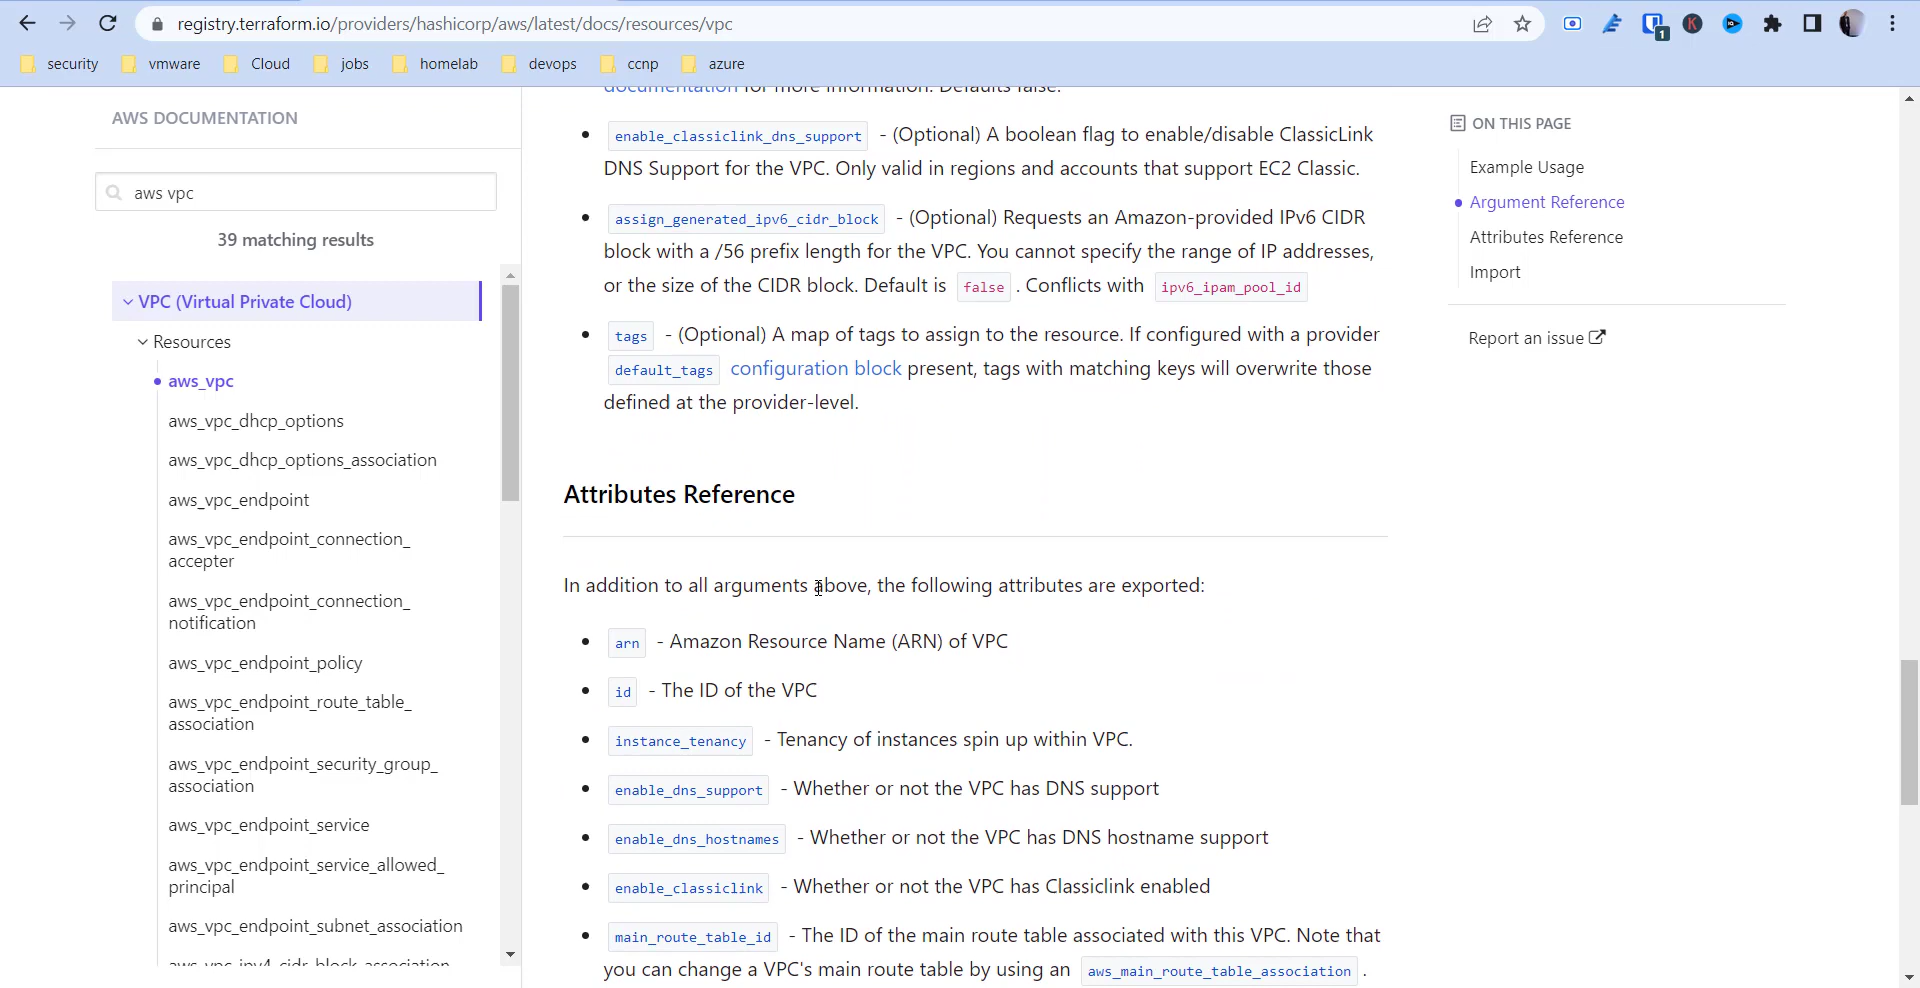 registry.terraform.io/providers/hashicorp/aws/latest/docs/resources/vpc
1
security vmware Cloud jobs homelab devops ccnp azure
AWS DOCUMENTATION
aws vpc
39 matching results
VPC (Virtual Private Cloud)
Resources
aws_vpc
aws_vpc_dhcp_options
aws_vpc_dhcp_options_association
aws_vpc_endpoint
aws_vpc_endpoint_connection_
accepter
aws_vpc_endpoint_connection_
notification
aws_vpc_endpoint_policy
aws_vpc_endpoint_route_table_
association
aws_vpc_endpoint_security_group_
association
aws_vpc_endpoint_service
aws_vpc_endpoint_service_allowed_
principal
aws_vpc_endpoint_subnet_association
aws_vpc_ipv4_cidr_block_association
documentation for more information. Defaults false.
enable_classiclink_dns_support - (Optional) A boolean flag to enable/disable ClassicLink
DNS Support for the VPC. Only valid in regions and accounts that support EC2 Classic.
assign_generated_ipv6_cidr_block - (Optional) Requests an Amazon-provided IPv6 CIDR
block with a /56 prefix length for the VPC. You cannot specify the range of IP addresses,
or the size of the CIDR block. Default is false . Conflicts with ipv6_ipam_pool_id
tags - (Optional) A map of tags to assign to the resource. If configured with a provider
default_tags configuration block present, tags with matching keys will overwrite those
defined at the provider-level.
Attributes Reference
In addition to all arguments above, the following attributes are exported:
arn - Amazon Resource Name (ARN) of VPC
id - The ID of the VPC
instance_tenancy - Tenancy of instances spin up within VPC.
enable_dns_support - Whether or not the VPC has DNS support
enable_dns_hostnames - Whether or not the VPC has DNS hostname support
enable_classiclink - Whether or not the VPC has Classiclink enabled
main_route_table_id - The ID of the main route table associated with this VPC. Note that
you can change a VPC's main route table by using an aws_main_route_table_association .
ON THIS PAGE
Example Usage
Argument Reference
Attributes Reference
Import
Report an issue